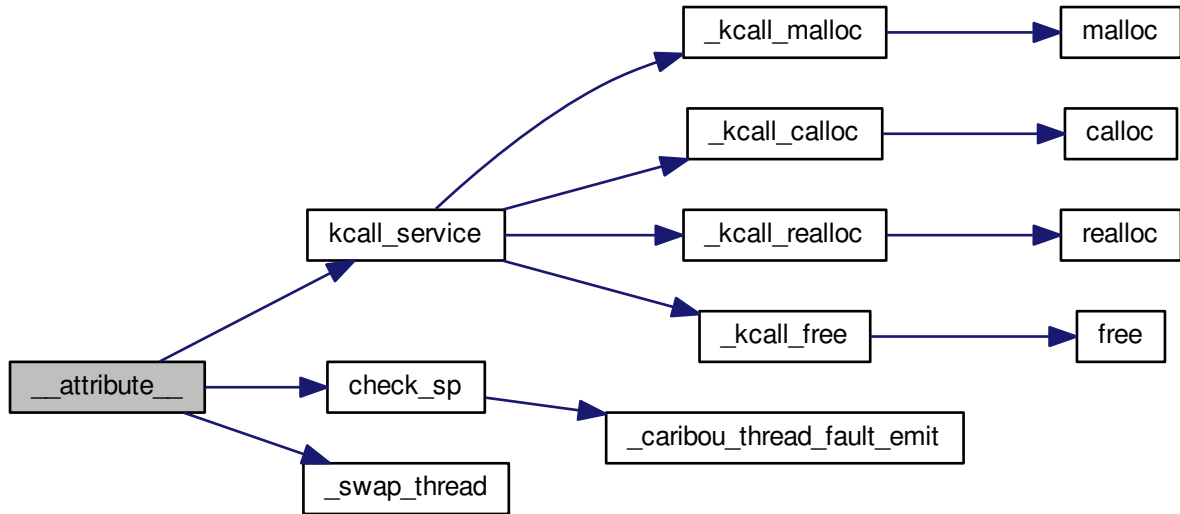 _kcall_malloc
malloc
_kcall_calloc
calloc
kcall_service
_kcall_realloc
realloc
_kcall_free
free
__attribute__
check_sp
_caribou_thread_fault_emit
_swap_thread